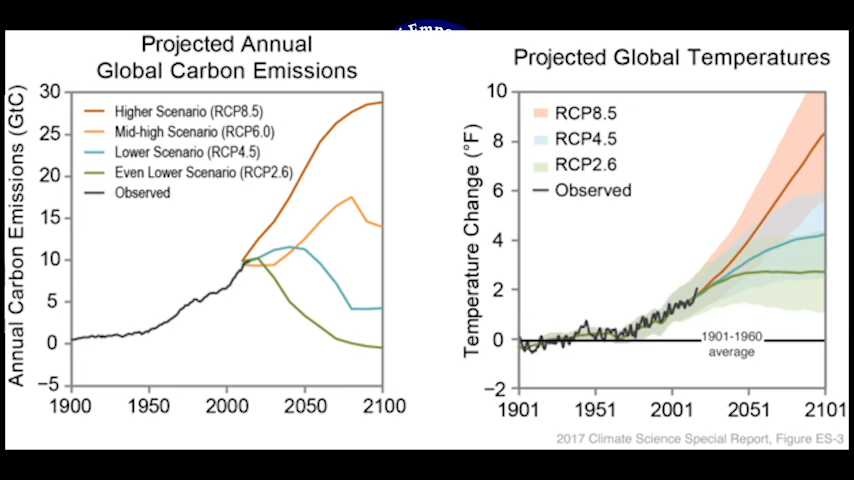 Empo
Projected Annual
Global Carbon Emissions
Annual Carbon Emissions (GtC)
30
25
20
15
10
5
0
−5
Higher Scenario (RCP8.5)
Mid-high Scenario (RCP6.0)
Lower Scenario (RCP4.5)
Even Lower Scenario (RCP2.6)
Observed
1900
1950
2000
2050
2100
Projected Global Temperatures
Temperature Change (°F)
10
8
6
4
2
0
−2
RCP8.5
RCP4.5
RCP2.6
Observed
1901-1960
average
1901
1951
2001
2051
2101
2017 Climate Science Special Report, Figure ES-3